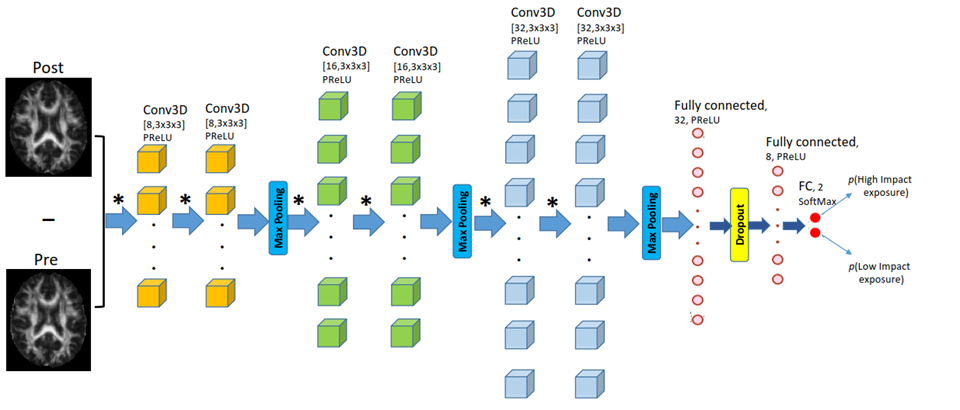 Post
–
Pre
*
Conv3D
[8,3x3x3]
PReLU
*
Conv3D
[8,3x3x3]
PReLU
Max Pooling
*
Conv3D
[16,3x3x3]
PReLU
*
Conv3D
[16,3x3x3]
PReLU
Max Pooling
*
Conv3D
[32,3x3x3]
PReLU
*
Conv3D
[32,3x3x3]
PReLU
Max Pooling
Fully connected,
32, PReLU
Dropout
Fully connected,
8, PReLU
FC, 2
SoftMax
p(High Impact
exposure)
p(Low Impact
exposure)